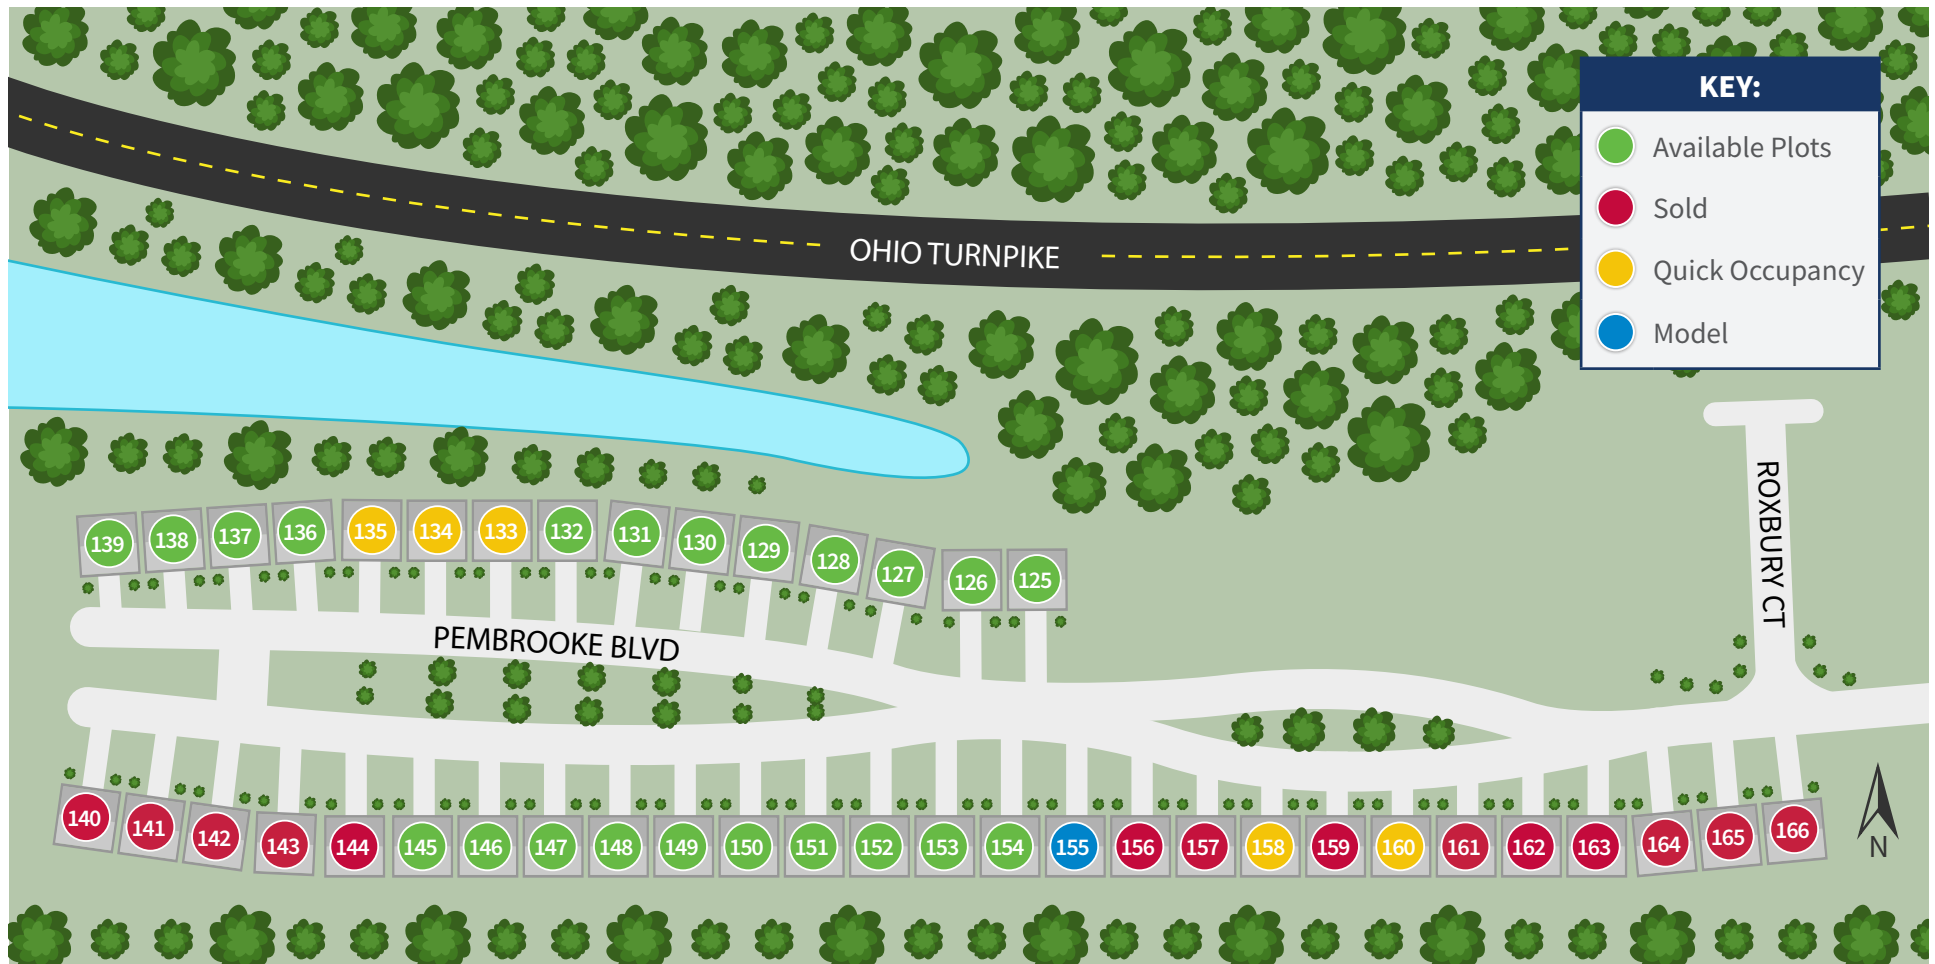 KEY:
Available Plots
Sold
Quick Occupancy
Model
OHIO TURNPIKE
ROXBURY CT
139 138 137 136 135 134 133 132 131 130 129 128 127 126 125
PEMBROOKE BLVD
140 141 142 143 144 145 146 147 148 149 150 151 152 153 154 155 156 157 158 159 160 161 162 163 164 165 166
N